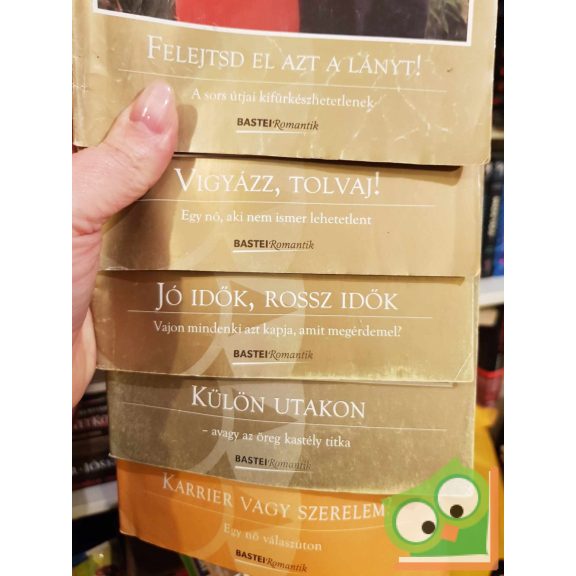 FELEJTSD EL AZT A LÁNYT!
A sors útjai kifürkészhetetlenek
BASTEI Romantik
VIGYÁZZ, TOLVAJ!
Egy nő, aki nem ismer lehetetlent
BASTEI Romantik
JÓ IDŐK, ROSSZ IDŐK
Vajon mindenki azt kapja, amit megérdemel?
BASTEI Romantik
KÜLÖN UTAKON
– avagy az öreg kastély titka
BASTEI Romantik
KARRIER VAGY SZERELEM
Egy nő válaszúton
BASTEI Romantik